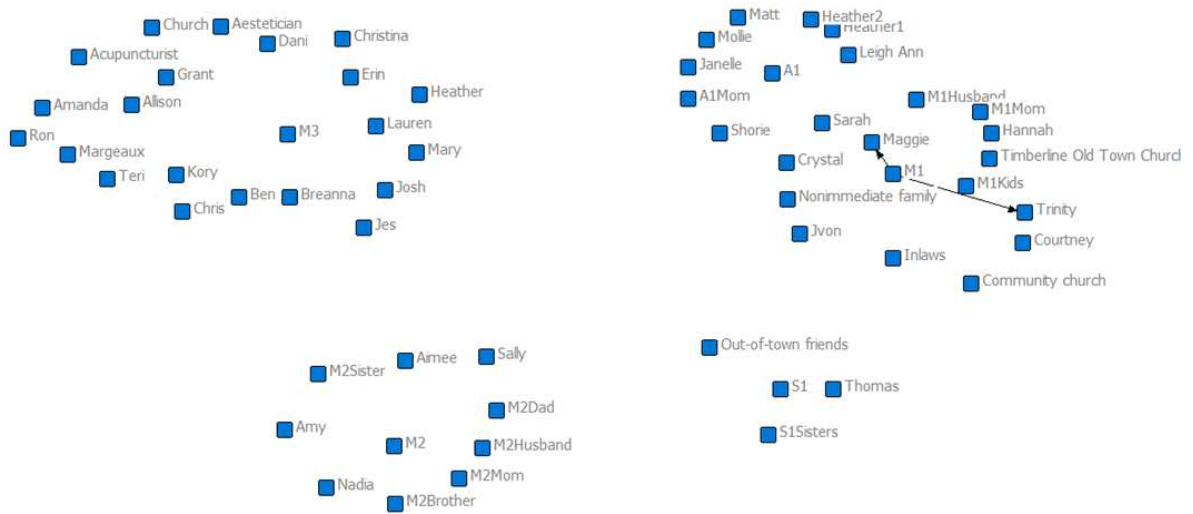 Church
Aestetician
Dani
Christina
Acupuncturist
Grant
Erin
Heather
Amanda
Allison
Lauren
Ron
M3
Margeaux
Mary
Teri
Kory
Ben
Breanna
Josh
Chris
Jes
Matt
Heather2
Heather1
Mollie
Leigh Ann
Janelle
A1
A1Mom
M1Husband
M1Mom
Shorie
Sarah
Maggie
Hannah
Crystal
M1
Timberline Old Town Church
M1Kids
Nonimmediate family
Trinity
Jvon
Courtney
Inlaws
Community church
M2Sister
Aimee
Sally
M2Dad
Amy
M2
M2Husband
M2Mom
Nadia
M2Brother
Out-of-town friends
S1
Thomas
S1Sisters